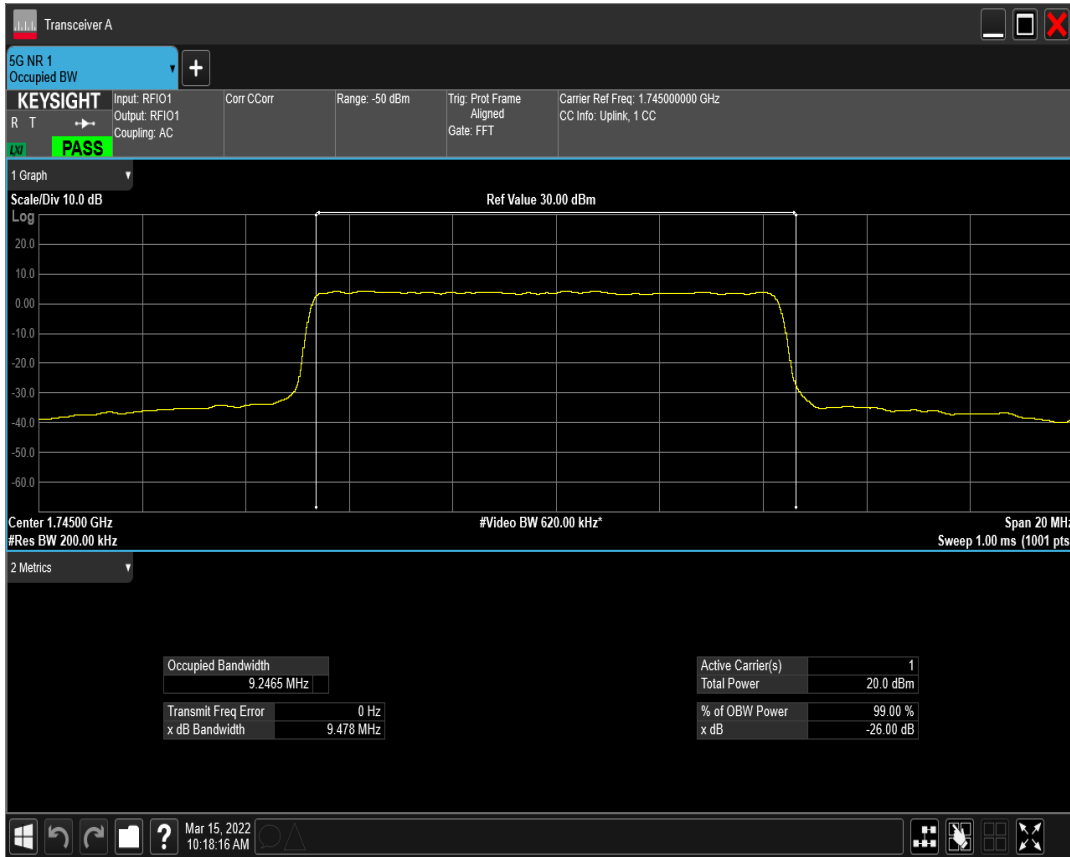 Transceiver A
5G NR 1
Occupied BW
KEYSIGHT
R T
LXI
PASS
Input: RFIO1
Output: RFIO1
Coupling: AC
Corr CCorr
Range: -50 dBm
Trig: Prot Frame
Aligned
Gate: FFT
Carrier Ref Freq: 1.745000000 GHz
CC Info: Uplink, 1 CC
1 Graph
Scale/Div 10.0 dB
Ref Value 30.00 dBm
Log
20.0
10.0
0.00
-10.0
-20.0
-30.0
-40.0
-50.0
-60.0
Center 1.74500 GHz
#Video BW 620.00 kHz*
Span 20 MHz
#Res BW 200.00 kHz
Sweep 1.00 ms (1001 pts
2 Metrics
Occupied Bandwidth
9.2465 MHz
Transmit Freq Error 0 Hz
x dB Bandwidth 9.478 MHz
Active Carrier(s) 1
Total Power 20.0 dBm
% of OBW Power 99.00 %
x dB -26.00 dB
?
Mar 15, 2022
10:18:16 AM